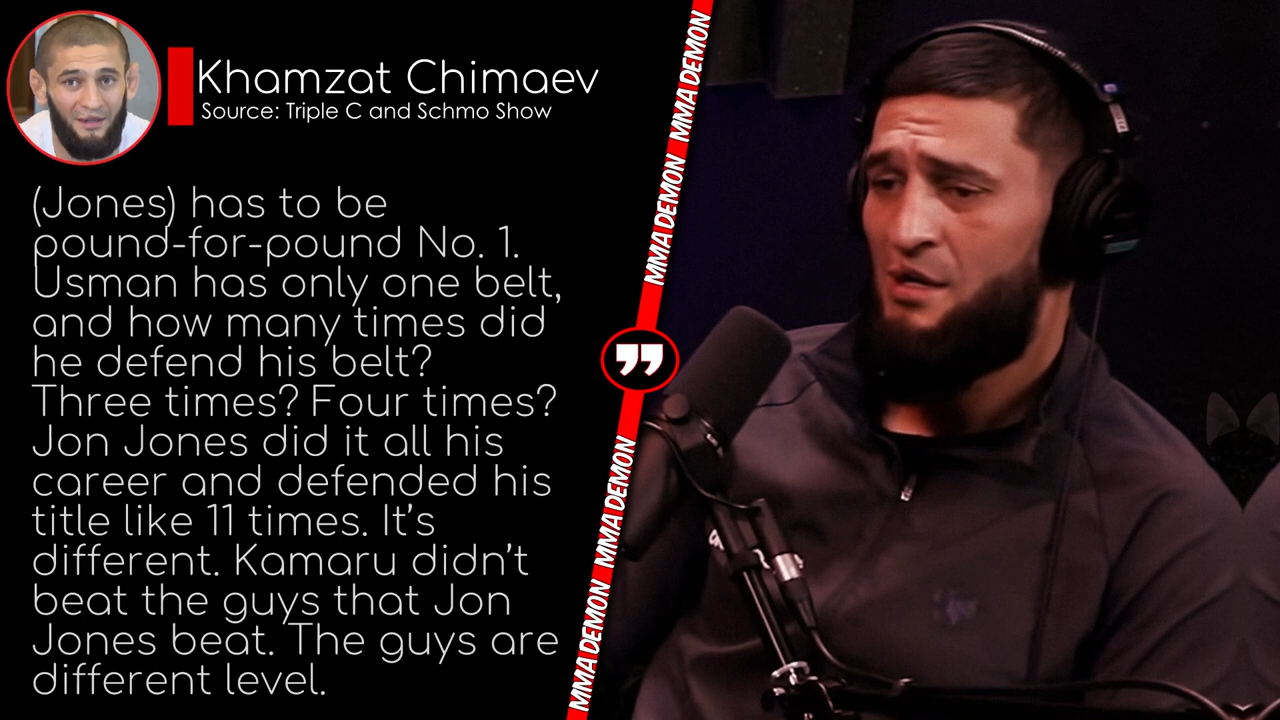 Khamzat Chimaev
Source: Triple C and Schmo Show
(Jones) has to be
pound-for-pound No. 1.
Usman has only one belt,
and how many times did
he defend his belt?
Three times? Four times?
Jon Jones did it all his
career and defended his
title like 11 times. It’s
different. Kamaru didn’t
beat the guys that Jon
Jones beat. The guys are
different level.
”
MMA DEMON
MMA DEMON
MMA DEMON
MMA DEMON